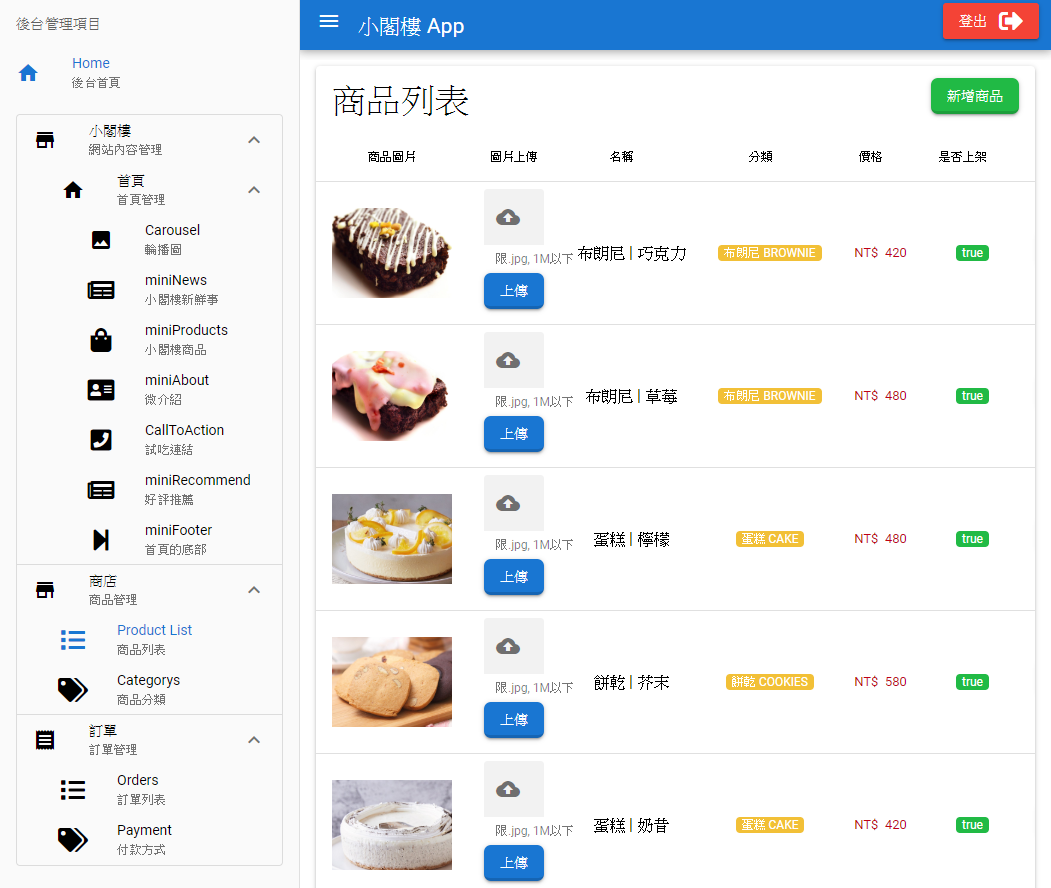 後台管理項目
Home
後台首頁
小閣樓
網站內容管理
首頁
首頁管理
Carousel
輪播圖
miniNews
小閣樓新鮮事
miniProducts
小閣樓商品
miniAbout
微介紹
CallToAction
試吃連結
miniRecommend
好評推薦
miniFooter
首頁的底部
商店
商品管理
Product List
商品列表
Categorys
商品分類
訂單
訂單管理
Orders
訂單列表
Payment
付款方式
小閣樓 App
登出
商品列表
新增商品
商品圖片 圖片上傳 名稱 分類 價格 是否上架
限.jpg, 1M以下
上傳
布朗尼 | 巧克力 布朗尼 BROWNIE NT$ 420 true
限.jpg, 1M以下
上傳
布朗尼 | 草莓 布朗尼 BROWNIE NT$ 480 true
限.jpg, 1M以下
上傳
蛋糕 | 檸檬 蛋糕 CAKE NT$ 480 true
限.jpg, 1M以下
上傳
餅乾 | 芥末 餅乾 COOKIES NT$ 580 true
限.jpg, 1M以下
上傳
蛋糕 | 奶昔 蛋糕 CAKE NT$ 420 true